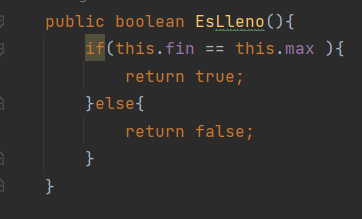 public boolean EsLleno(){
if(this.fin == this.max ){
return true;
}else{
return false;
}
}